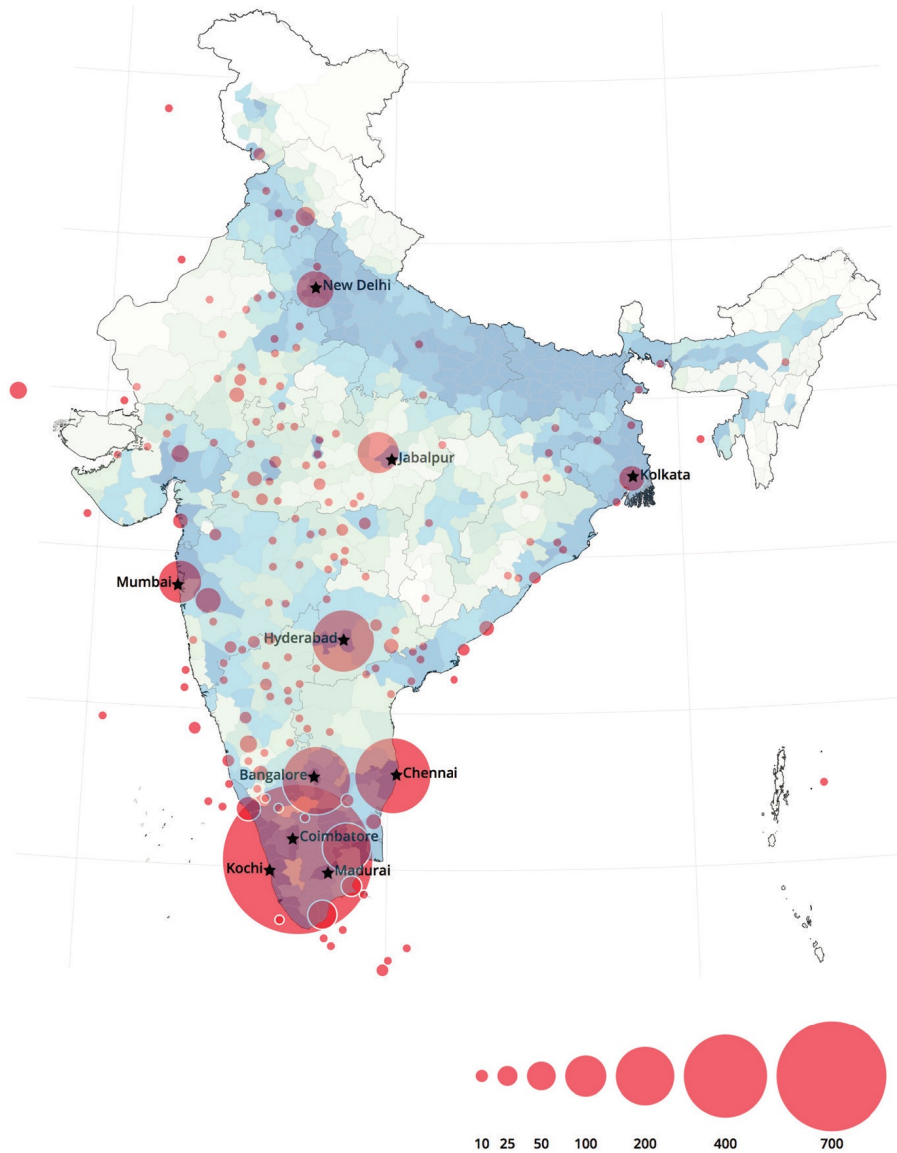 New Delhi
Jabalpur
Kolkata
Mumbai
Hyderabad
Bangalore
Chennai
Coimbatore
Kochi
Madurai
10 25 50 100 200 400 700